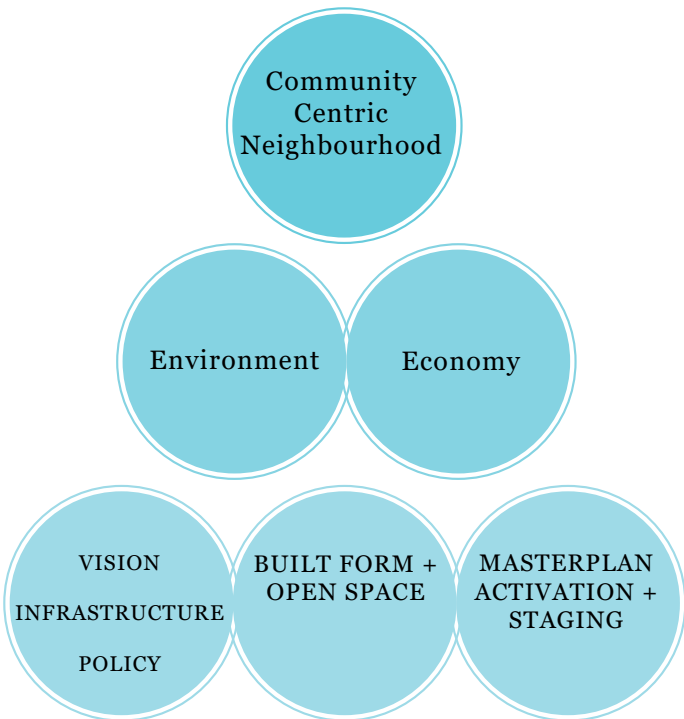 Community
Centric
Neighbourhood
Environment
Economy
VISION
INFRASTRUCTURE
POLICY
BUILT FORM +
OPEN SPACE
MASTERPLAN
ACTIVATION +
STAGING